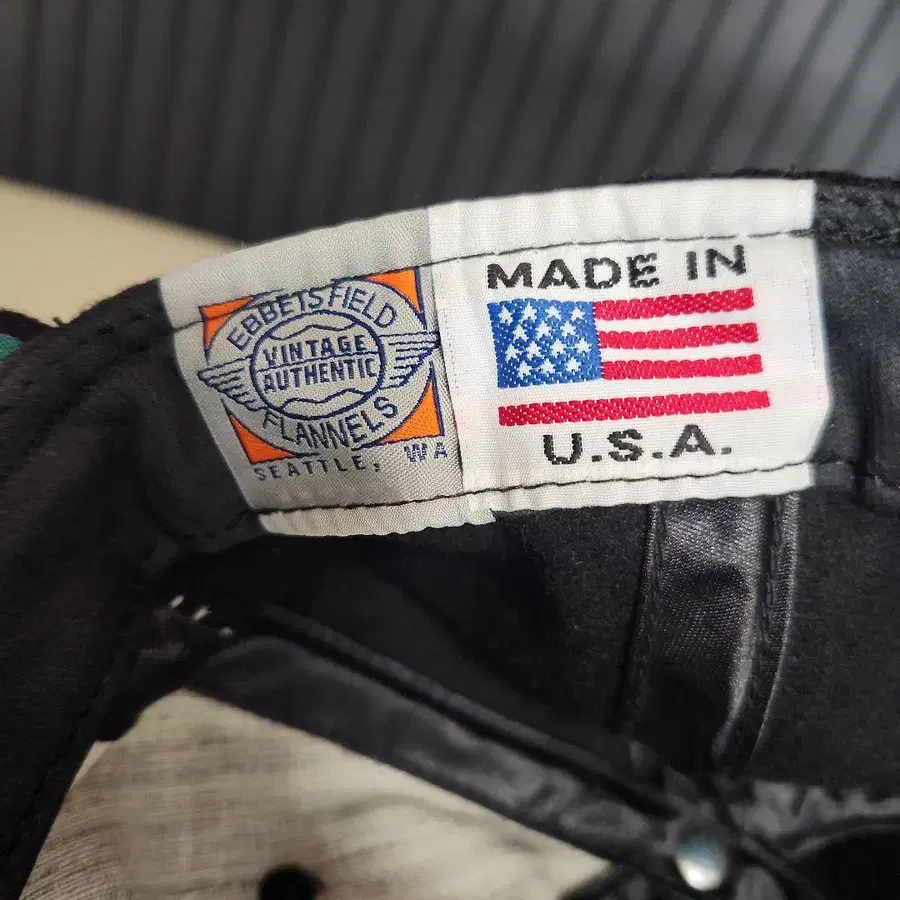 EBBETS FIELD
VINTAGE
AUTHENTIC
FLANNELS
SEATTLE, WA
MADE IN
U.S.A.